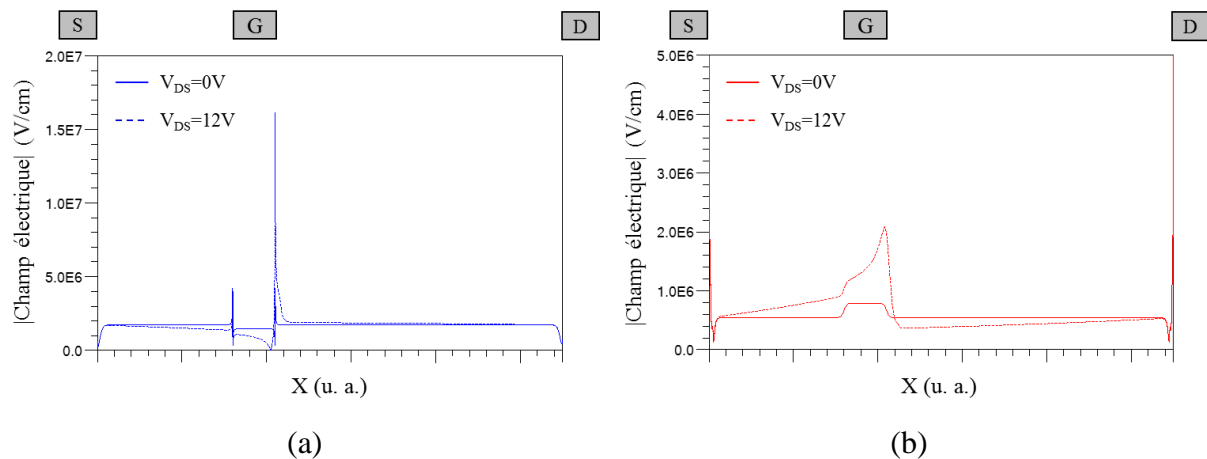 S G D S G D
2.0E7
1.5E7
1.0E7
5.0E6
0.0
|Champ électrique| (V/cm)
V_DS=0V
V_DS=12V
X (u. a.)
(a)
5.0E6
4.0E6
3.0E6
2.0E6
1.0E6
0.0
|Champ électrique| (V/cm)
V_DS=0V
V_DS=12V
X (u. a.)
(b)